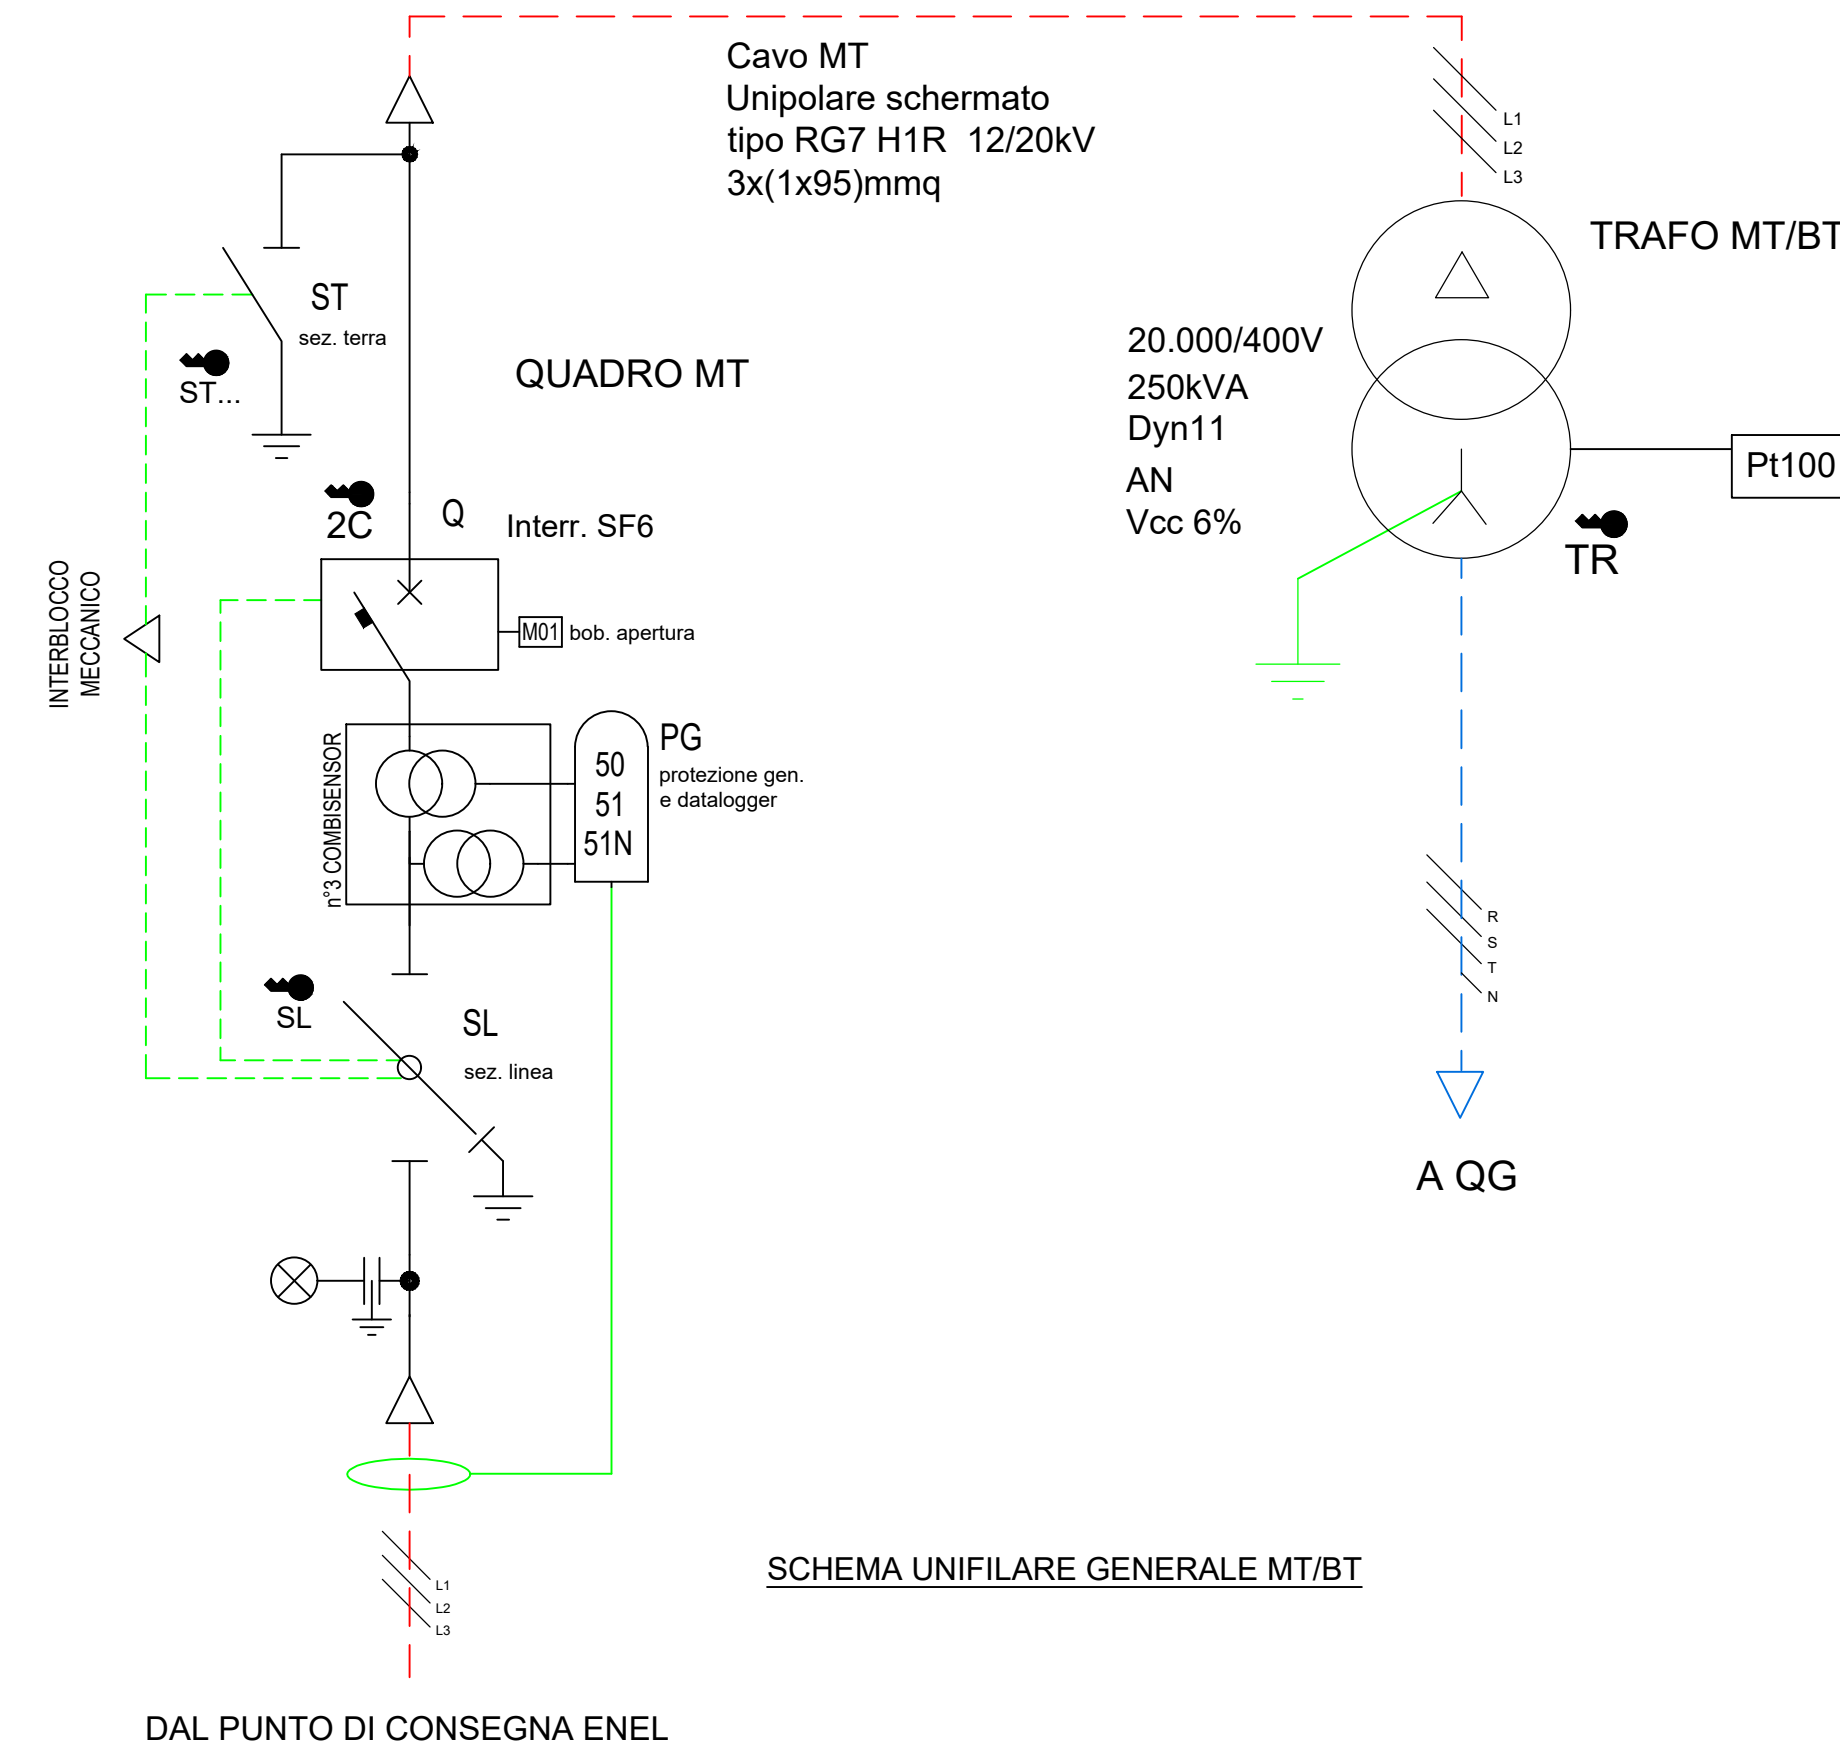 Cavo MT
Unipolare schermato
tipo RG7 H1R  12/20kV
3x(1x95)mmq
L1
L2
L3
TRAFO MT/BT
ST
sez. terra
ST...
QUADRO MT
20.000/400V
250kVA
Dyn11
AN
Vcc 6%
Pt100
TR
2C
Q
Interr. SF6
INTERBLOCCO
MECCANICO
M01
bob. apertura
n°3 COMBISENSOR
50
51
51N
PG
protezione gen.
e datalogger
R
S
T
N
SL
SL
sez. linea
A QG
L1
L2
L3
SCHEMA UNIFILARE GENERALE MT/BT
DAL PUNTO DI CONSEGNA ENEL